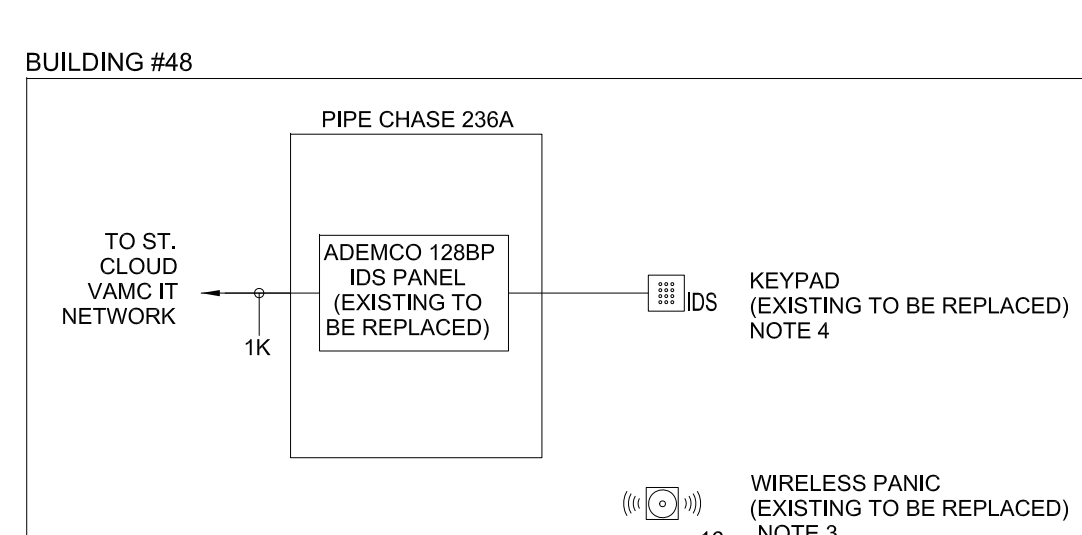 BUILDING #48
PIPE CHASE 236A
TO ST.
CLOUD
VAMC IT
NETWORK
1K
ADEMCO 128BP
IDS PANEL
(EXISTING TO
BE REPLACED)
IDS
KEYPAD
(EXISTING TO BE REPLACED)
NOTE 4
WIRELESS PANIC
(EXISTING TO BE REPLACED)
NOTE 3